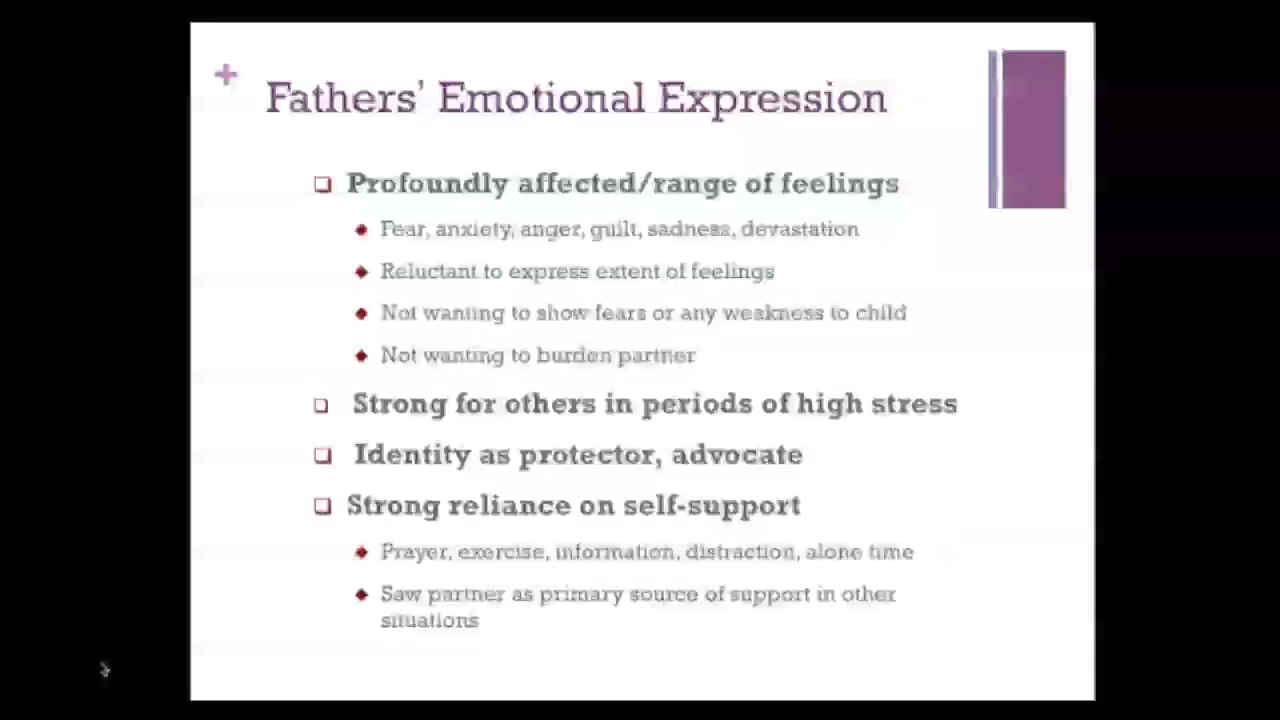 +
Fathers' Emotional Expression
Profoundly affected/range of feelings
Fear, anxiety, anger, guilt, sadness, devastation
Reluctant to express extent of feelings
Not wanting to show fears or any weakness to child
Not wanting to burden partner
Strong for others in periods of high stress
Identity as protector, advocate
Strong reliance on self-support
Prayer, exercise, information, distraction, alone time
Saw partner as primary source of support in other
situations